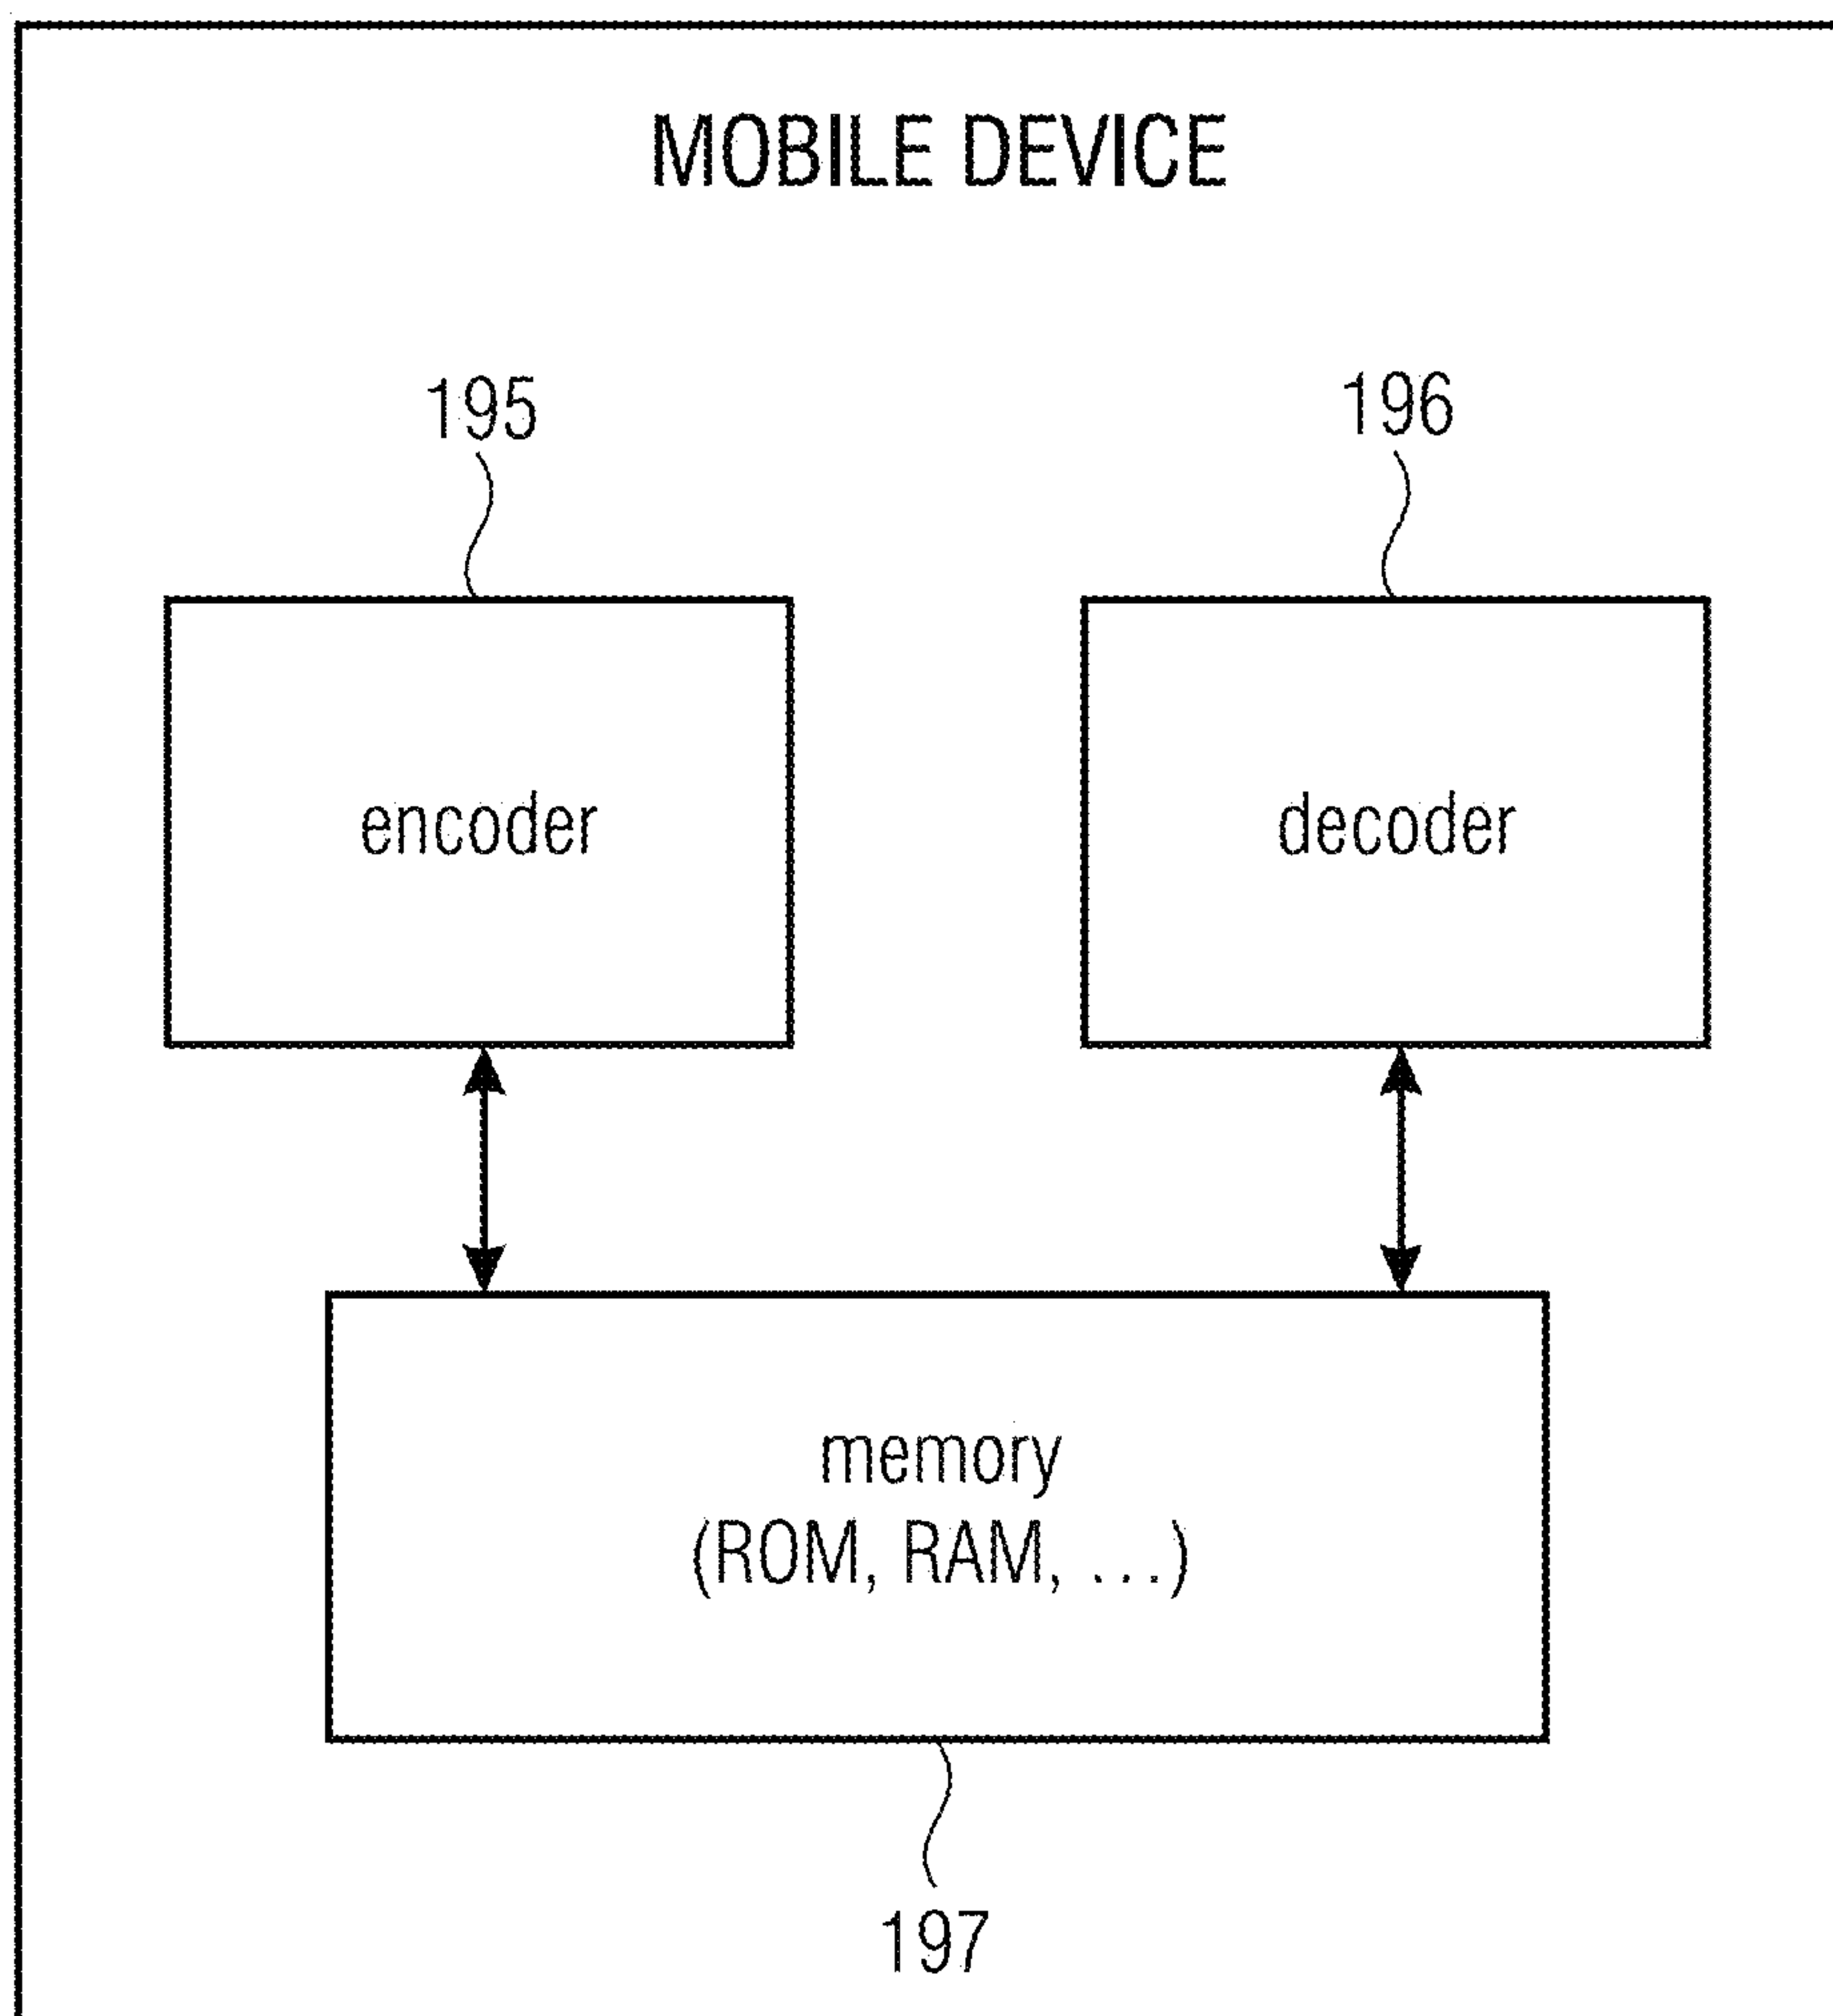 MOBILE DEVICE
195
196
encoder
decoder
memory
(ROM, RAM, ...)
197